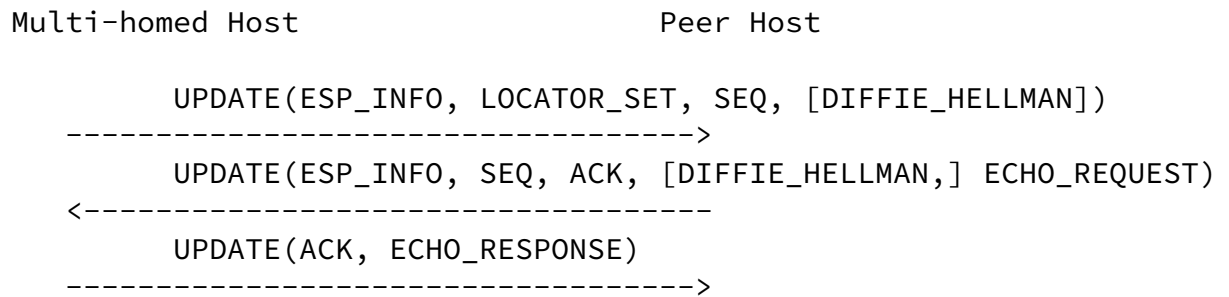 Multi-homed Host                    Peer Host
UPDATE(ESP_INFO, LOCATOR_SET, SEQ, [DIFFIE_HELLMAN])
----------------------------------->
UPDATE(ESP_INFO, SEQ, ACK, [DIFFIE_HELLMAN,] ECHO_REQUEST)
<-----------------------------------
UPDATE(ACK, ECHO_RESPONSE)
----------------------------------->